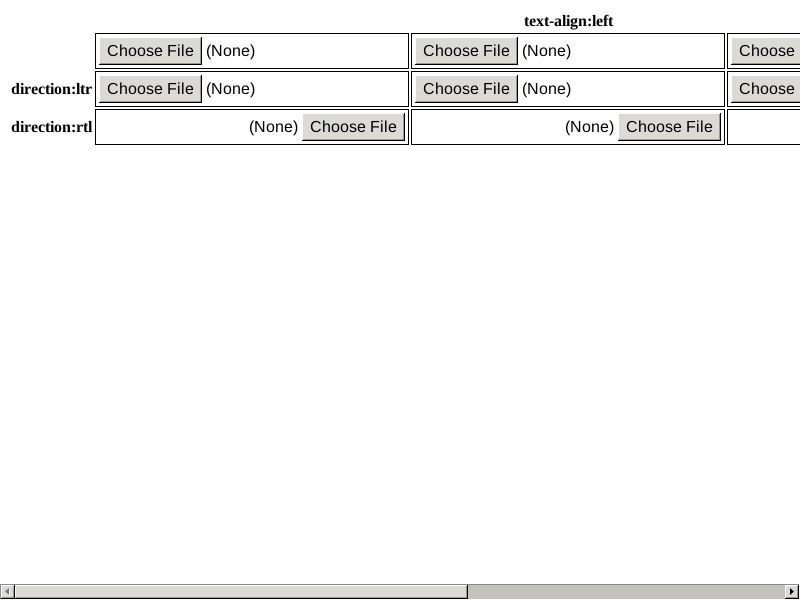 text-align:left
Choose File (None) Choose File (None) Choose
direction:ltr Choose File (None) Choose File (None) Choose
direction:rtl (None) Choose File (None) Choose File